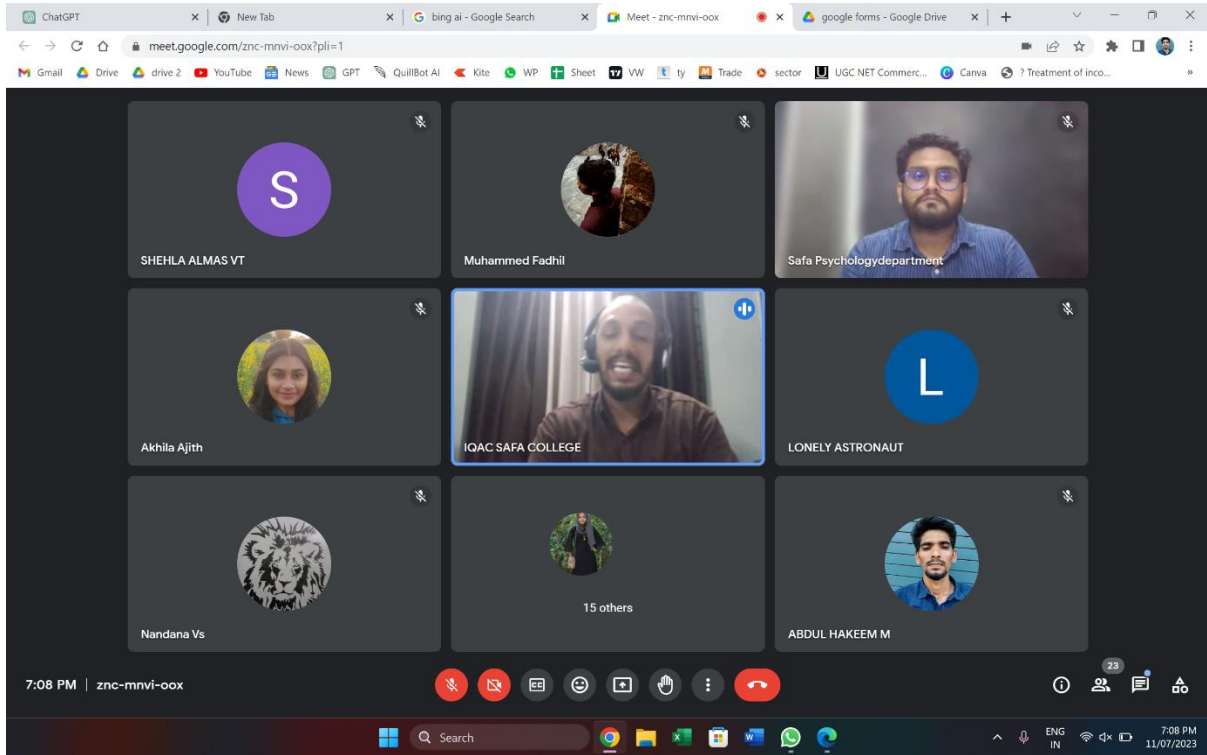 ChatGPT
New Tab
bing ai - Google Search
Meet - znc-mnvi-oox
google forms - Google Drive
meet.google.com/znc-mnvi-oox?pli=1
Gmail
Drive
drive 2
YouTube
News
GPT
QuillBot AI
Kite
WP
Sheet
VW
ty
Trade
sector
UGC NET Commerc...
Canva
? Treatment of inco...
»
S
SHEHLA ALMAS VT
Muhammed Fadhil
Safa Psychologydepartment
Akhila Ajith
IQAC SAFA COLLEGE
L
LONELY ASTRONAUT
Nandana Vs
15 others
ABDUL HAKEEM M
7:08 PM | znc-mnvi-oox
CC
23
Search
ENG
IN
7:08 PM
11/07/2023